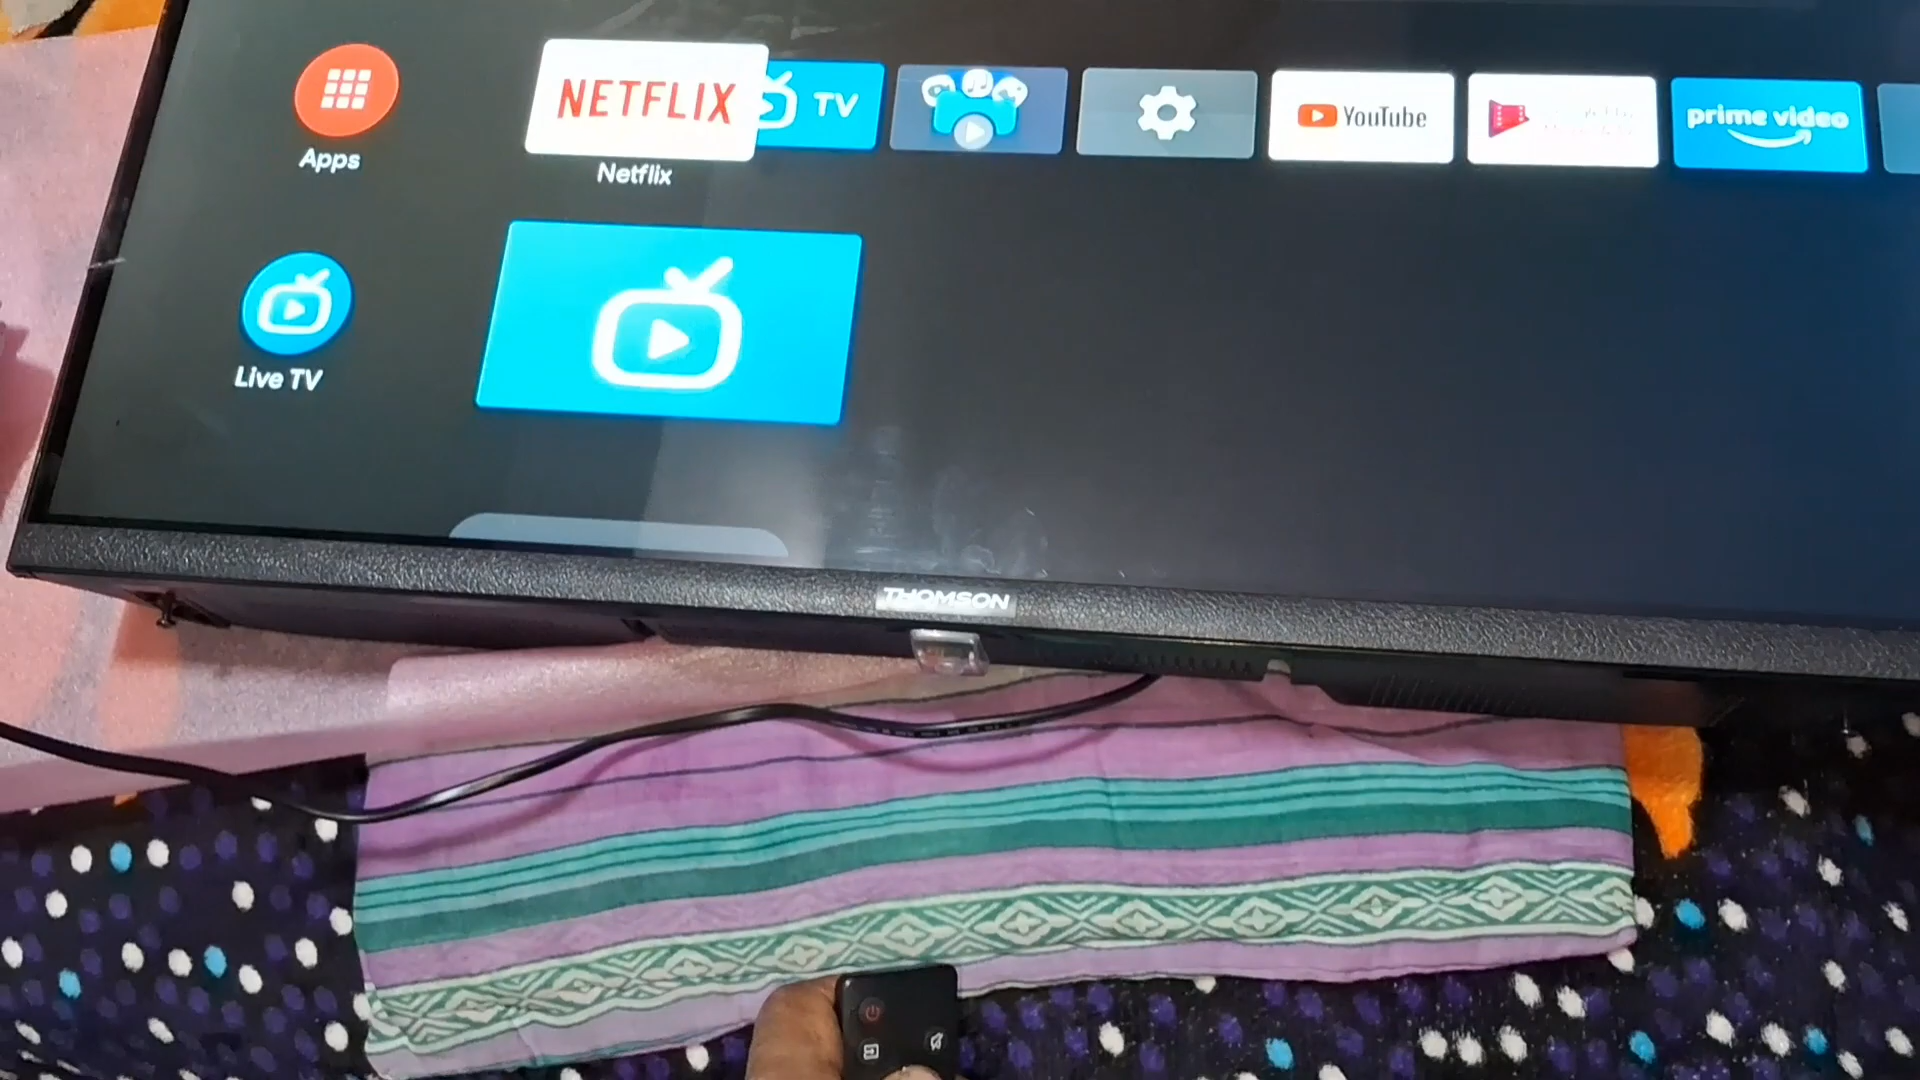 Apps
NETFLIX
Netflix
TV
YouTube
prime video
Live TV
THOMSON